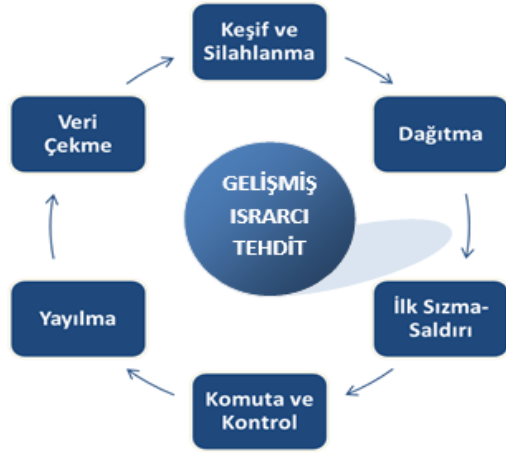 Keşif ve
Silahlanma
Dağıtma
İlk Sızma-
Saldırı
Komuta ve
Kontrol
Yayılma
Veri
Çekme
GELİŞMİŞ
ISRARCI
TEHDİT